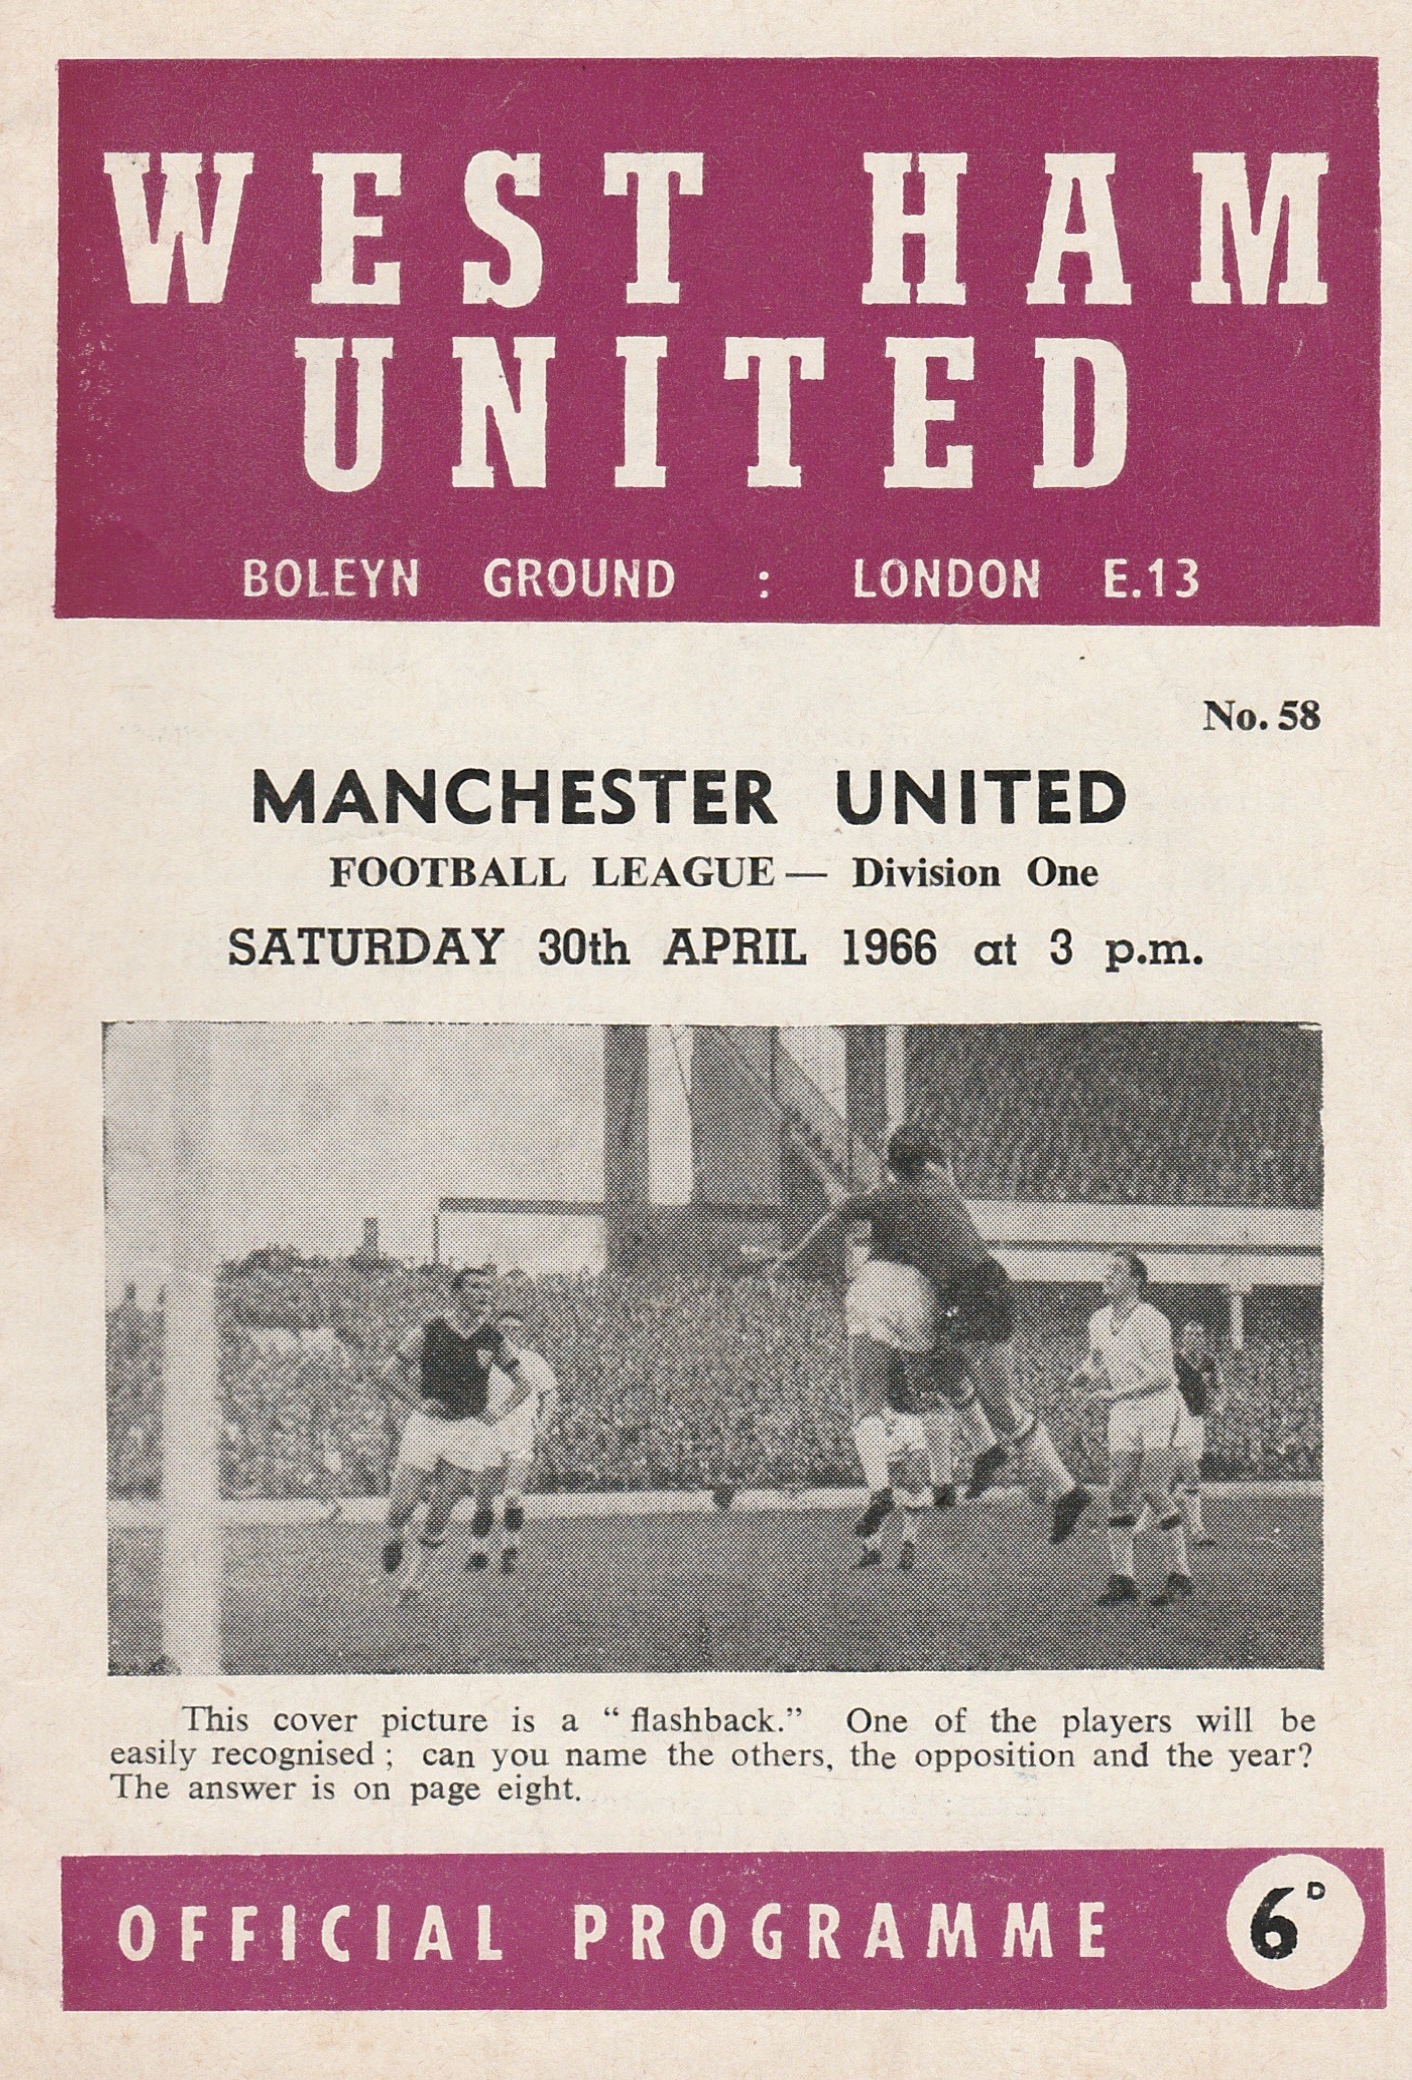 WEST HAM
UNITED
BOLEYN GROUND : LONDON E.13
No. 58
MANCHESTER UNITED
FOOTBALL LEAGUE — Division One
SATURDAY 30th APRIL 1966 at 3 p.m.
This cover picture is a “ flashback.” One of the players will be
easily recognised ; can you name the others, the opposition and the year?
The answer is on page eight.
OFFICIAL PROGRAMME 6D